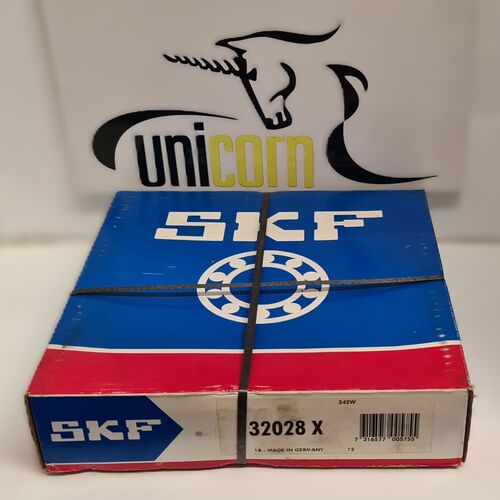 unicorn
SKF
242W
SKF
32028 X
7 316577 005755
18 - MADE IN GERMANY 12